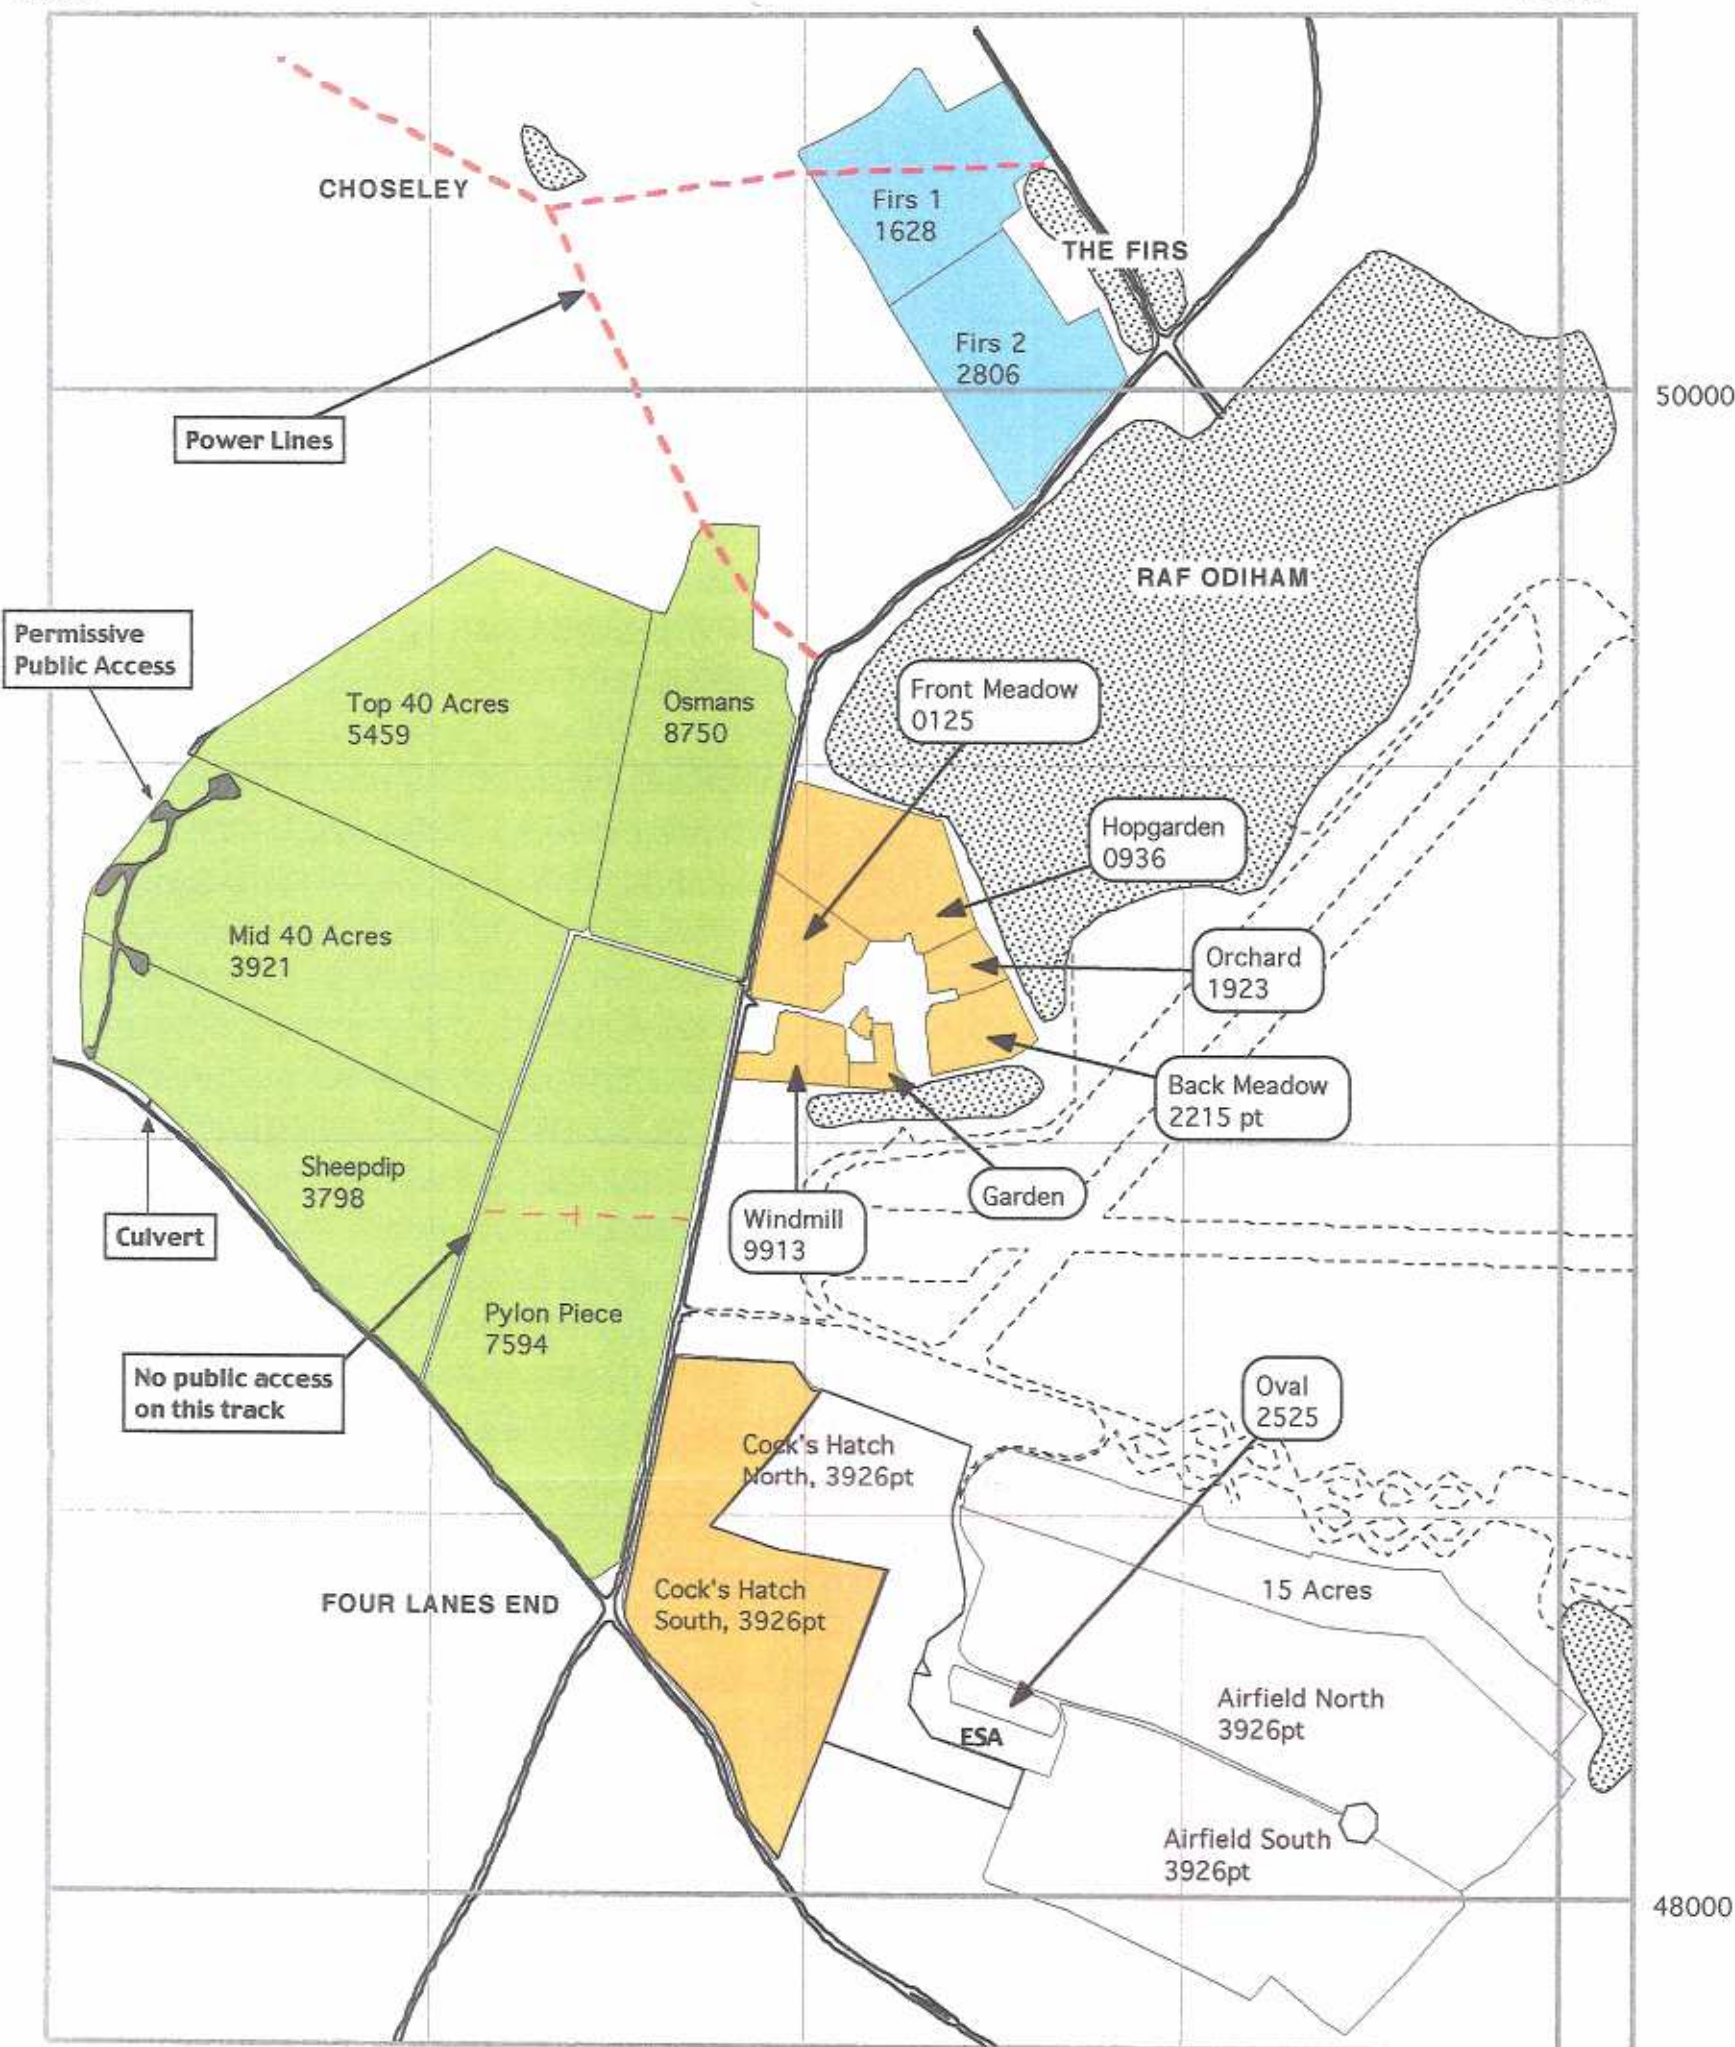 CHOSELEY
Firs 1
1628
THE FIRS
Firs 2
2806
50000
Power Lines
RAF ODIHAM
Permissive
Public Access
Top 40 Acres
5459
Osmans
8750
Front Meadow
0125
Hopgarden
0936
Mid 40 Acres
3921
Orchard
1923
Back Meadow
2215 pt
Sheepdip
3798
Garden
Culvert
Windmill
9913
Pylon Piece
7594
No public access
on this track
Oval
2525
Cock's Hatch
North, 3926pt
15 Acres
Cock's Hatch
South, 3926pt
FOUR LANES END
Airfield North
3926pt
ESA
Airfield South
3926pt
48000